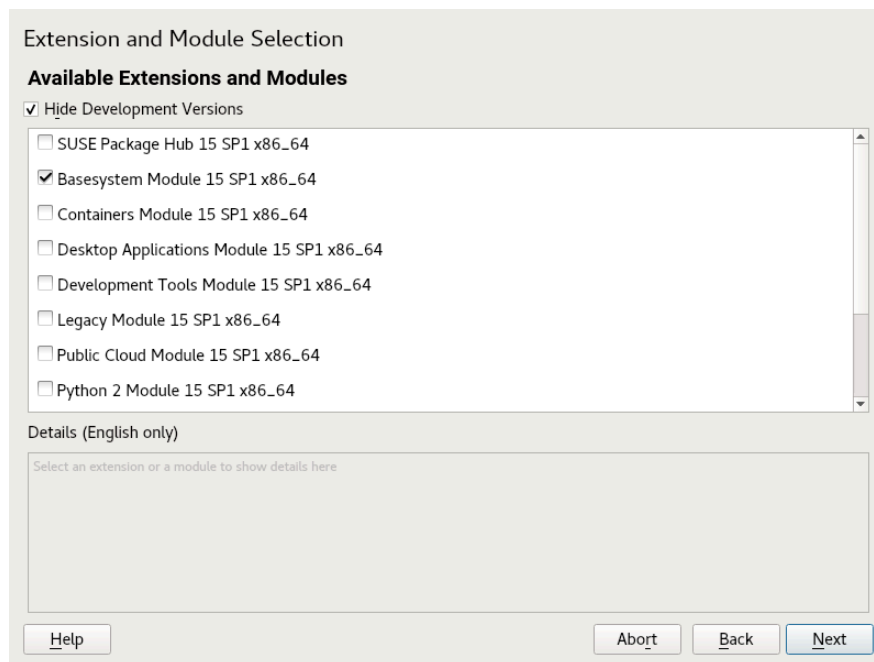 Extension and Module Selection
Available Extensions and Modules
Hide Development Versions
SUSE Package Hub 15 SP1 x86_64
Basesystem Module 15 SP1 x86_64
Containers Module 15 SP1 x86_64
Desktop Applications Module 15 SP1 x86_64
Development Tools Module 15 SP1 x86_64
Legacy Module 15 SP1 x86_64
Public Cloud Module 15 SP1 x86_64
Python 2 Module 15 SP1 x86_64
Details (English only)
Select an extension or a module to show details here
Help Abort Back Next